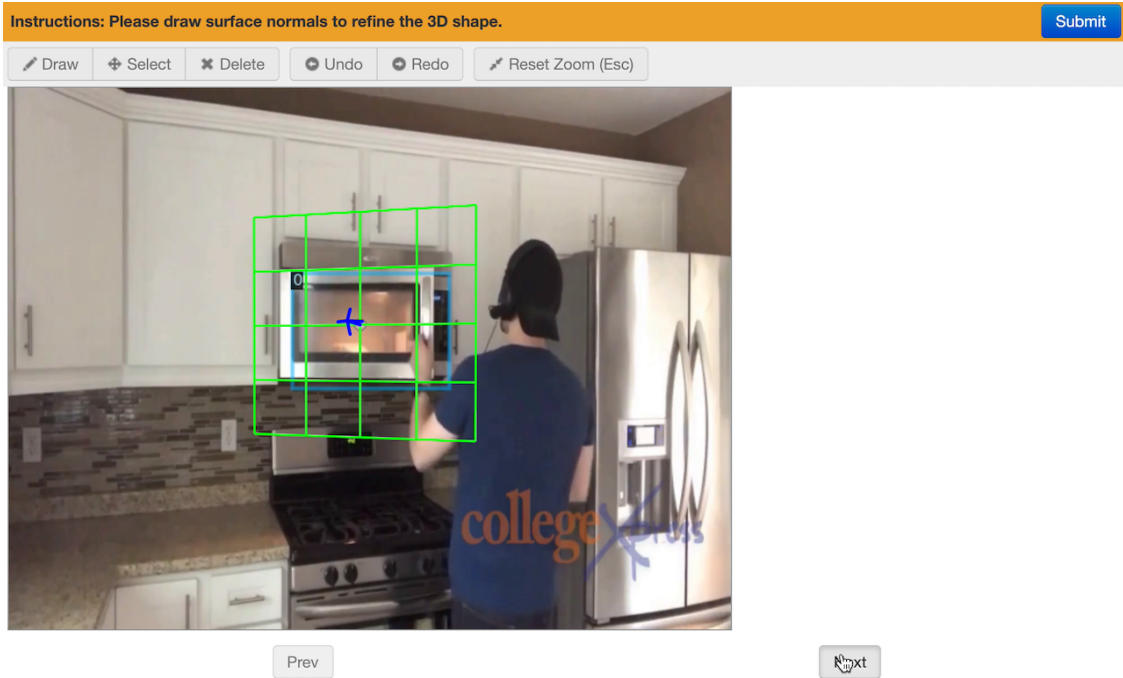 Instructions: Please draw surface normals to refine the 3D shape.
Submit
Draw
Select
Delete
Undo
Redo
Reset Zoom (Esc)
0
collegeXpress
Prev
Next